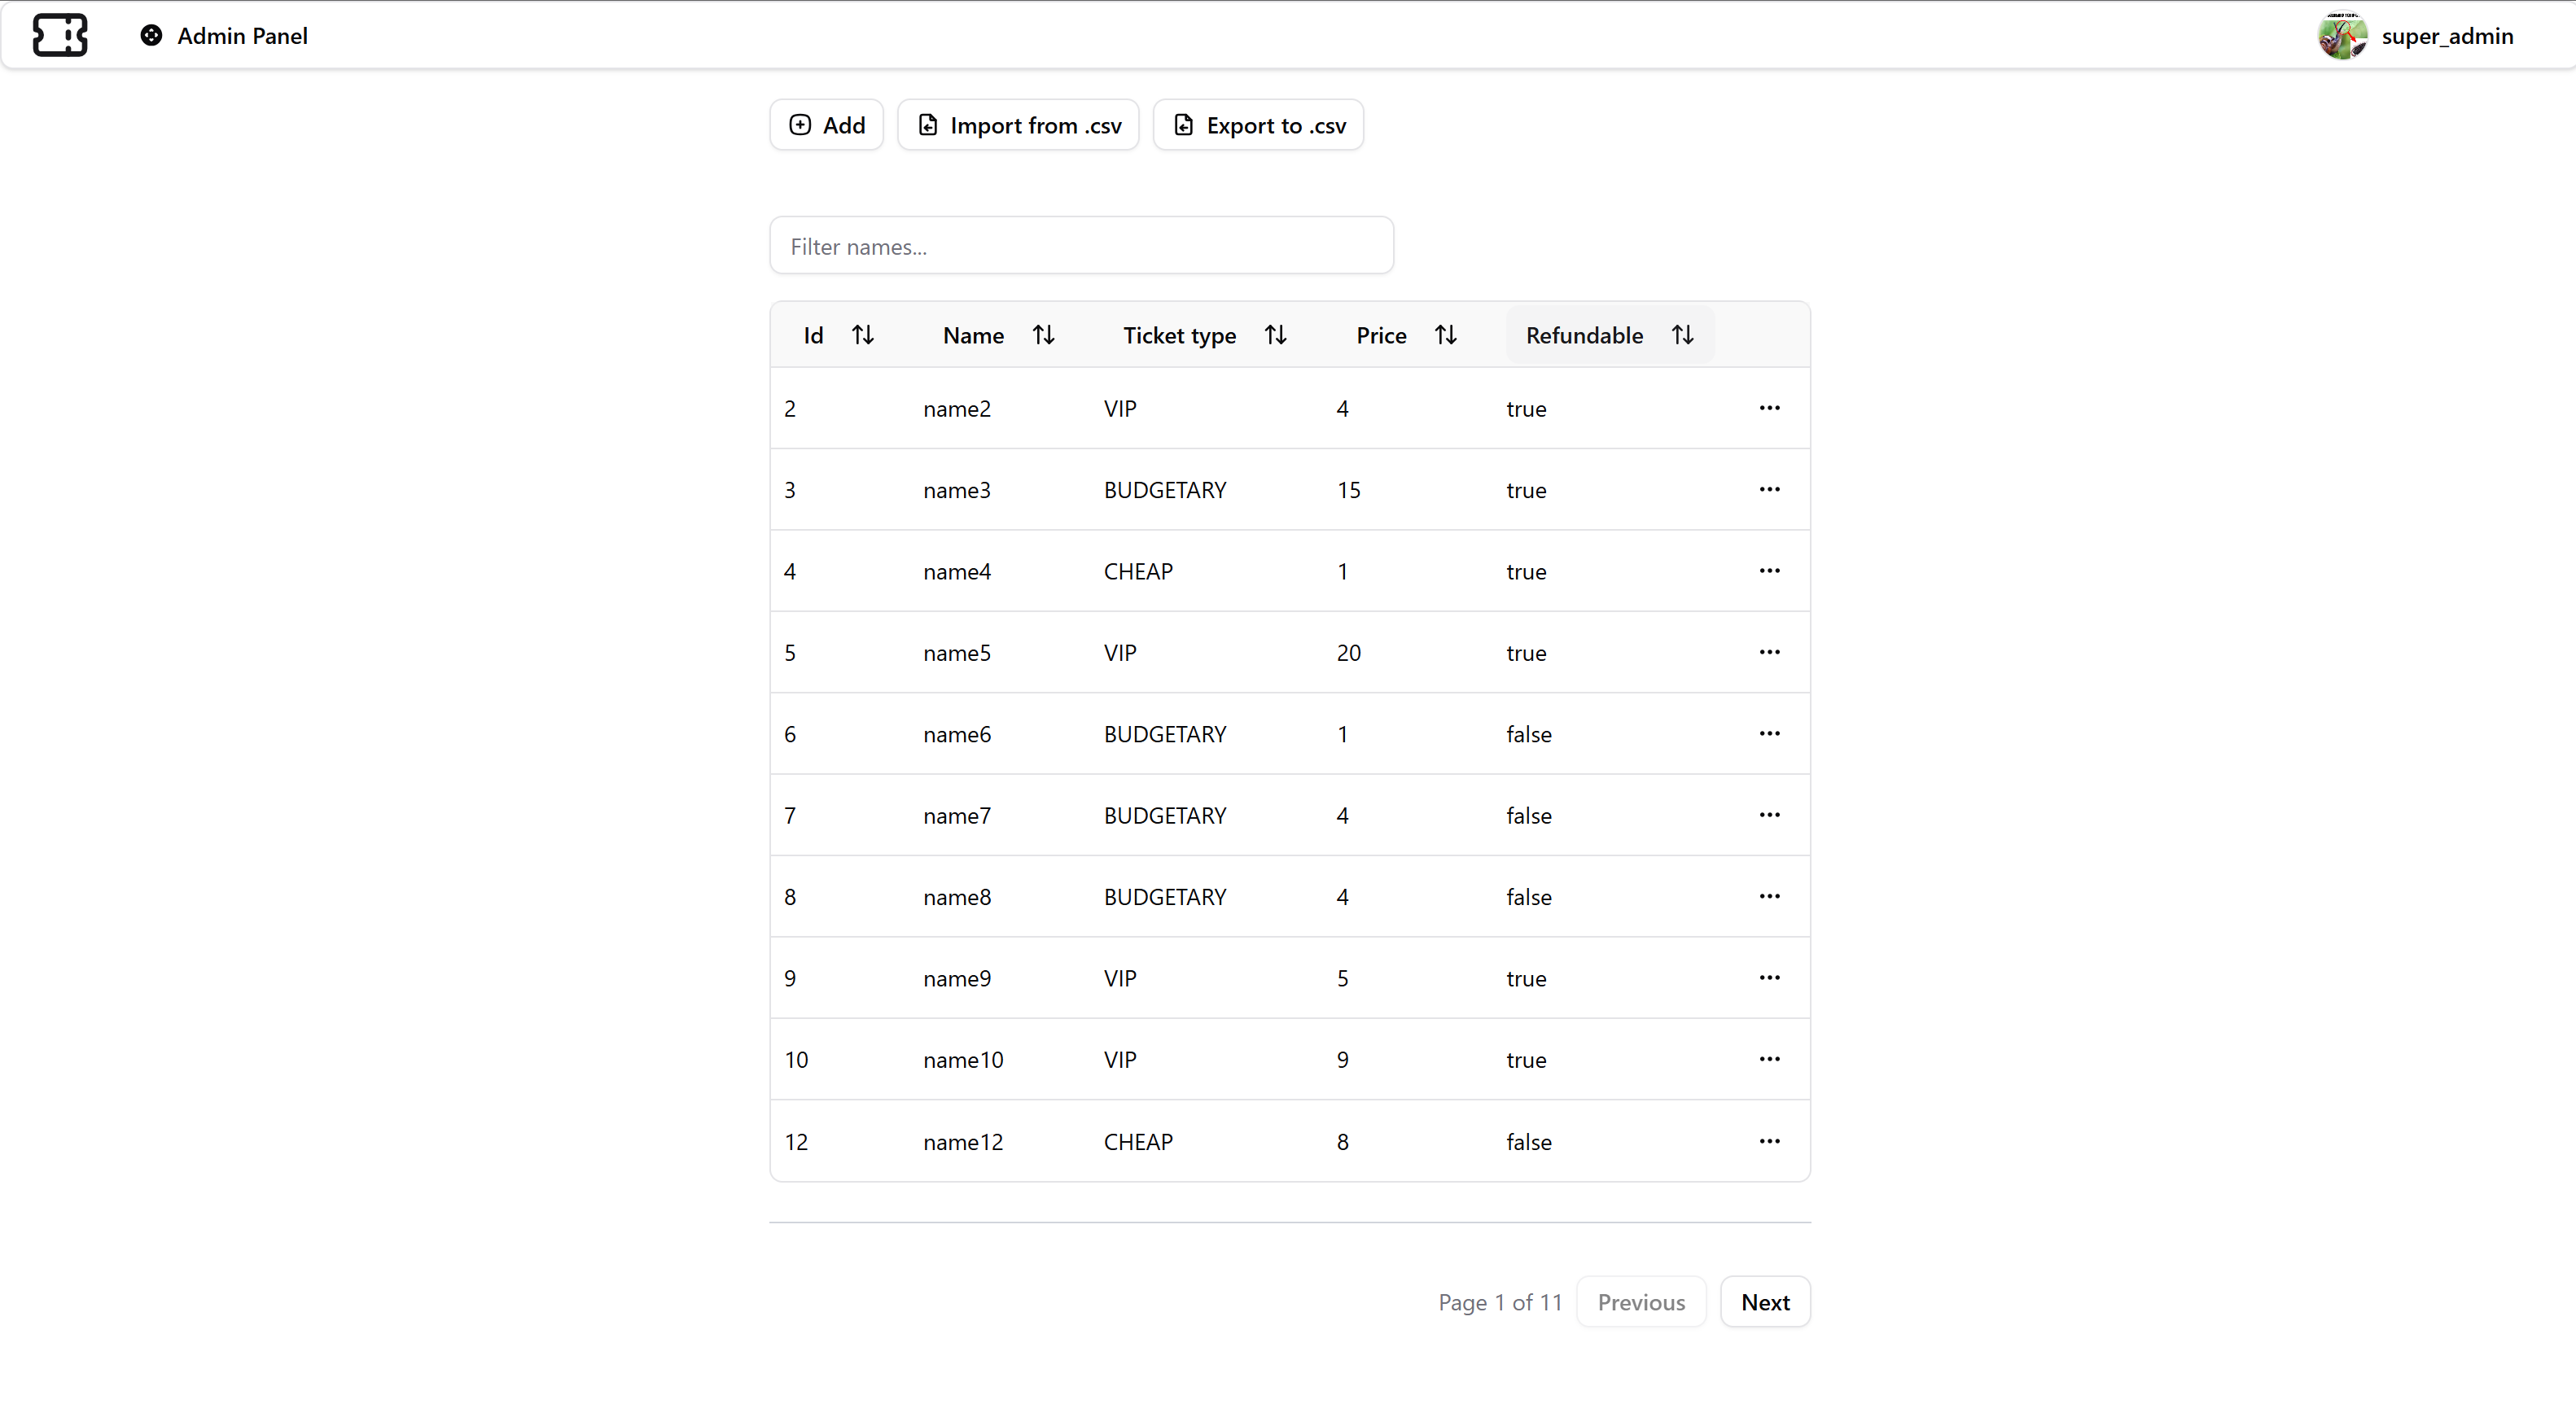 Admin Panel super_admin
Add Import from .csv Export to .csv
Filter names...
Id Name Ticket type Price Refundable
2 name2 VIP 4 true
3 name3 BUDGETARY 15 true
4 name4 CHEAP 1 true
5 name5 VIP 20 true
6 name6 BUDGETARY 1 false
7 name7 BUDGETARY 4 false
8 name8 BUDGETARY 4 false
9 name9 VIP 5 true
10 name10 VIP 9 true
12 name12 CHEAP 8 false
Page 1 of 11 Previous Next